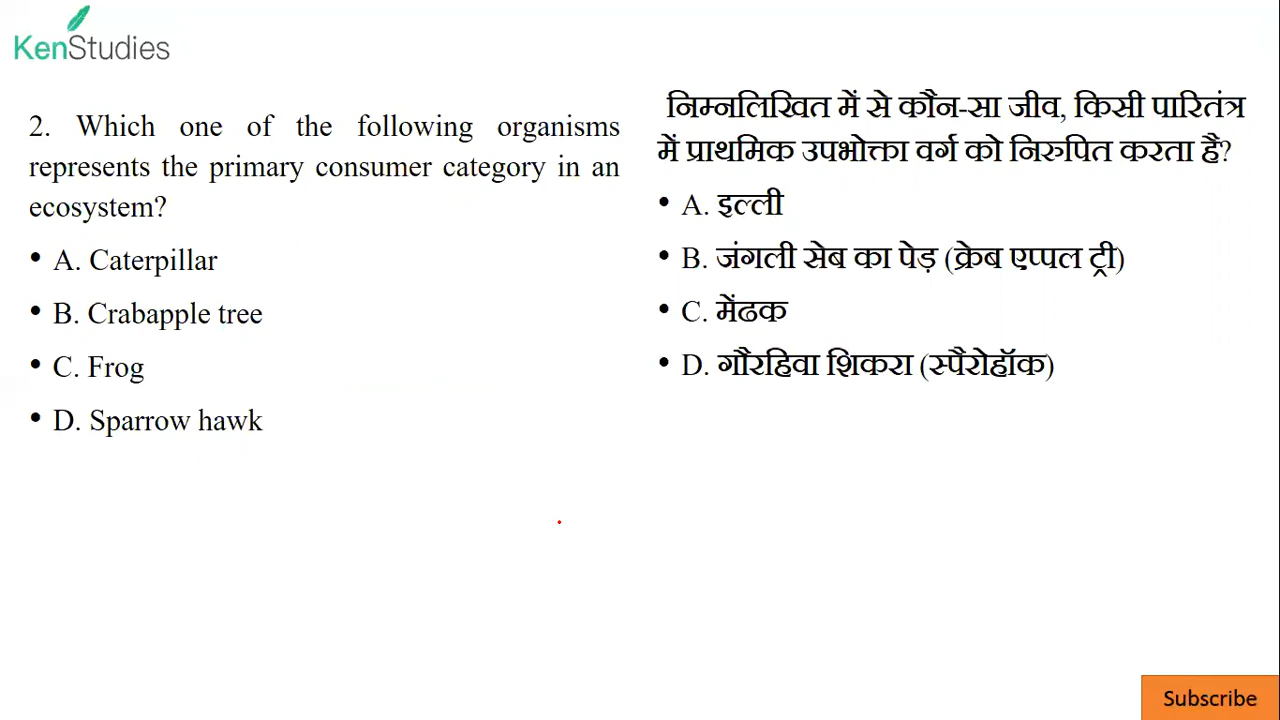 KenStudies
2. Which one of the following organisms
represents the primary consumer category in an
ecosystem?
• A. Caterpillar
• B. Crabapple tree
• C. Frog
• D. Sparrow hawk
निम्नलिखित में से कौन-सा जीव, किसी पारितंत्र
में प्राथमिक उपभोक्ता वर्ग को निरुपित करता है?
• A. इल्ली
• B. जंगली सेब का पेड़ (क्रेब एप्पल ट्री)
• C. मेंढक
• D. गौरहिवा शिकरा (स्पैरोहॉक)
Subscribe